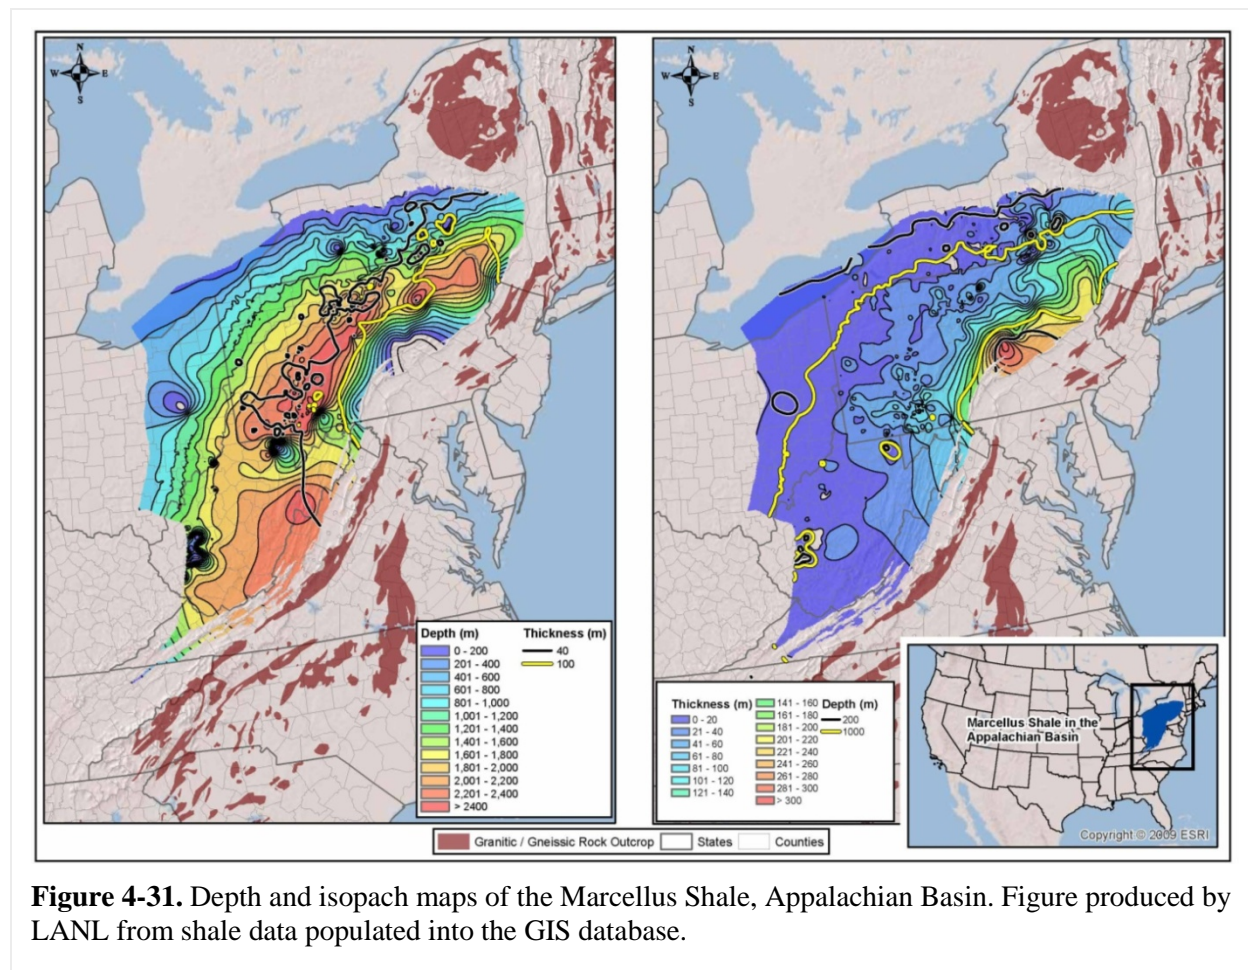 N
W E
S
N
W E
S
Depth (m) Thickness (m)
0 - 200 40
201 - 400 100
401 - 600
601 - 800
801 - 1,000
1,001 - 1,200
1,201 - 1,400
1,401 - 1,600
1,601 - 1,800
1,801 - 2,000
2,001 - 2,200
2,201 - 2,400
> 2400
Thickness (m)
0 - 20
21 - 40
41 - 60
61 - 80
81 - 100
101 - 120
121 - 140
141 - 160
161 - 180
181 - 200
201 - 220
221 - 240
241 - 260
261 - 280
281 - 300
> 300
Depth (m)
200
1000
Marcellus Shale in the
Appalachian Basin
Copyright © 2009 ESRI
Granitic / Gneissic Rock Outcrop States Counties
Figure 4-31. Depth and isopach maps of the Marcellus Shale, Appalachian Basin. Figure produced by
LANL from shale data populated into the GIS database.